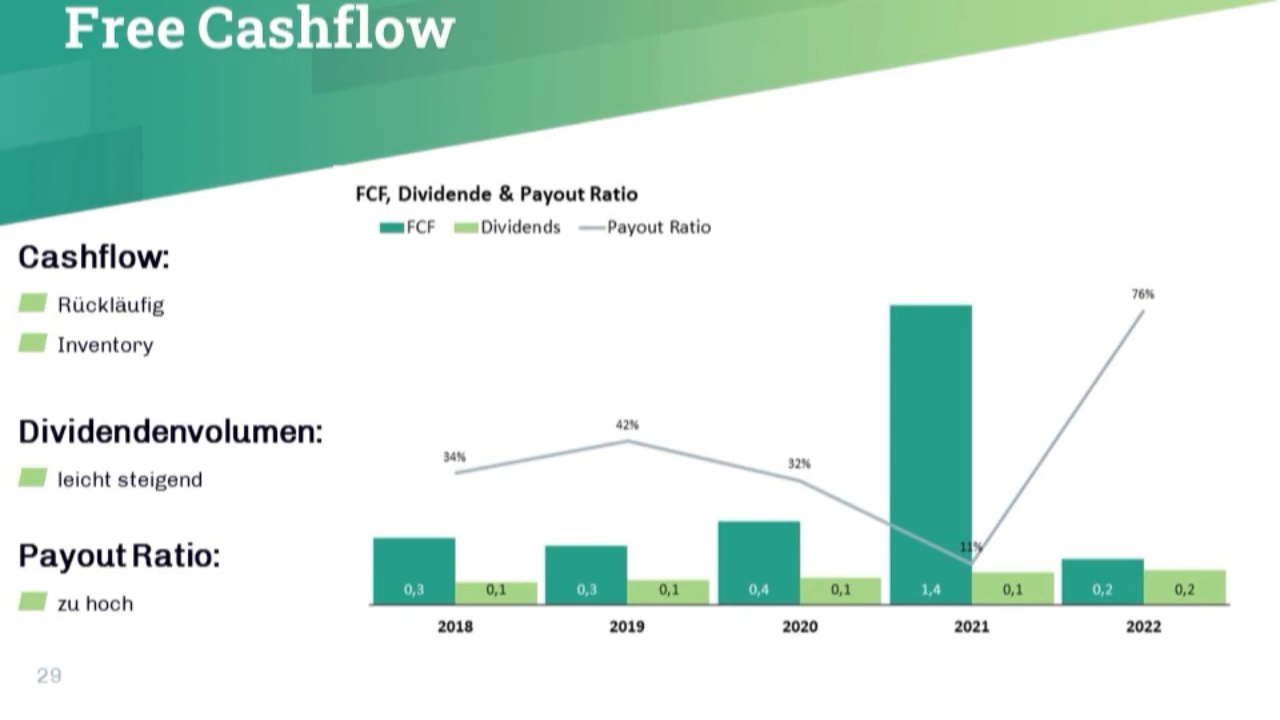 Free Cashflow
FCF, Dividende & Payout Ratio
FCF Dividends Payout Ratio
Cashflow:
Rückläufig
Inventory
Dividendenvolumen:
leicht steigend
Payout Ratio:
zu hoch
34%
42%
32%
11%
76%
0,3 0,1 0,3 0,1 0,4 0,1 1,4 0,1 0,2 0,2
2018 2019 2020 2021 2022
29